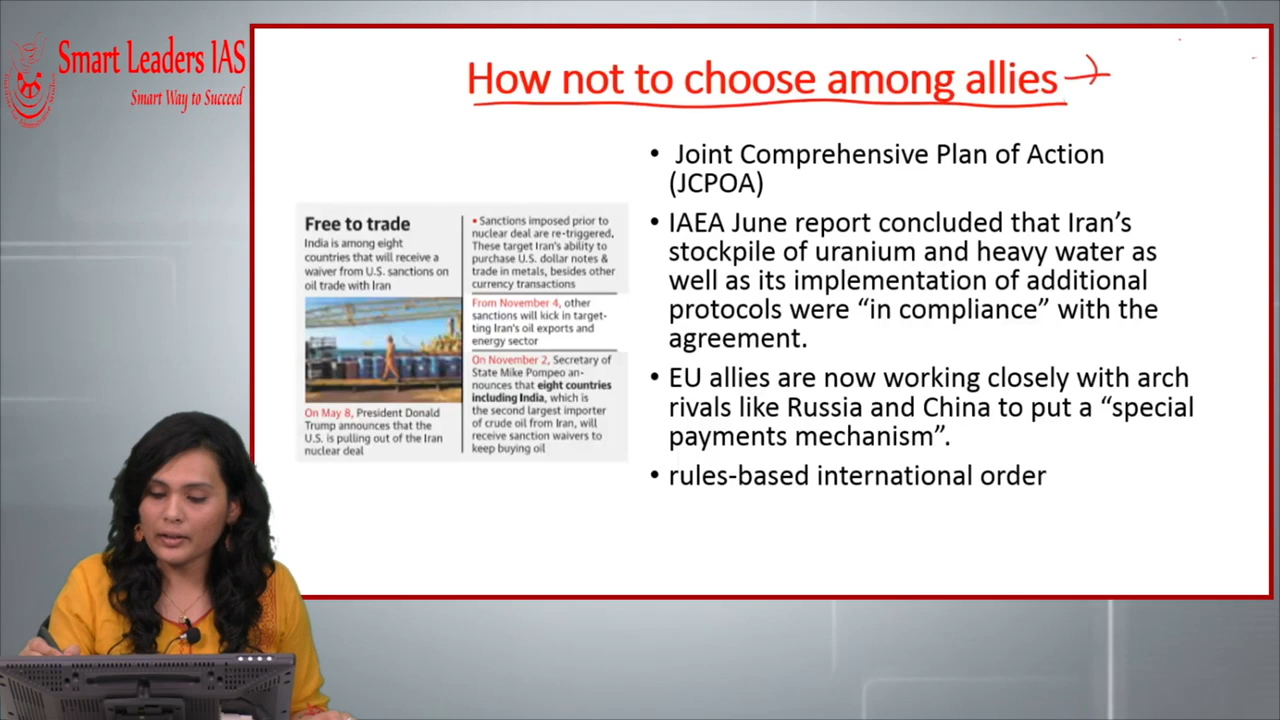 Smart Leaders IAS
Smart Way to Succeed
How not to choose among allies
• Joint Comprehensive Plan of Action
(JCPOA)
• IAEA June report concluded that Iran’s
stockpile of uranium and heavy water as
well as its implementation of additional
protocols were “in compliance” with the
agreement.
• EU allies are now working closely with arch
rivals like Russia and China to put a “special
payments mechanism”.
• rules-based international order
Free to trade
India is among eight
countries that will receive a
waiver from U.S. sanctions on
oil trade with Iran
On May 8, President Donald
Trump announces that the
U.S. is pulling out of the Iran
nuclear deal
• Sanctions imposed prior to
nuclear deal are re-triggered.
These target Iran's ability to
purchase U.S. dollar notes &
trade in metals, besides other
currency transactions
From November 4, other
sanctions will kick in target-
ting Iran's oil exports and
energy sector
On November 2, Secretary of
State Mike Pompeo an-
nounces that eight countries
including India, which is
the second largest importer
of crude oil from Iran, will
receive sanction waivers to
keep buying oil